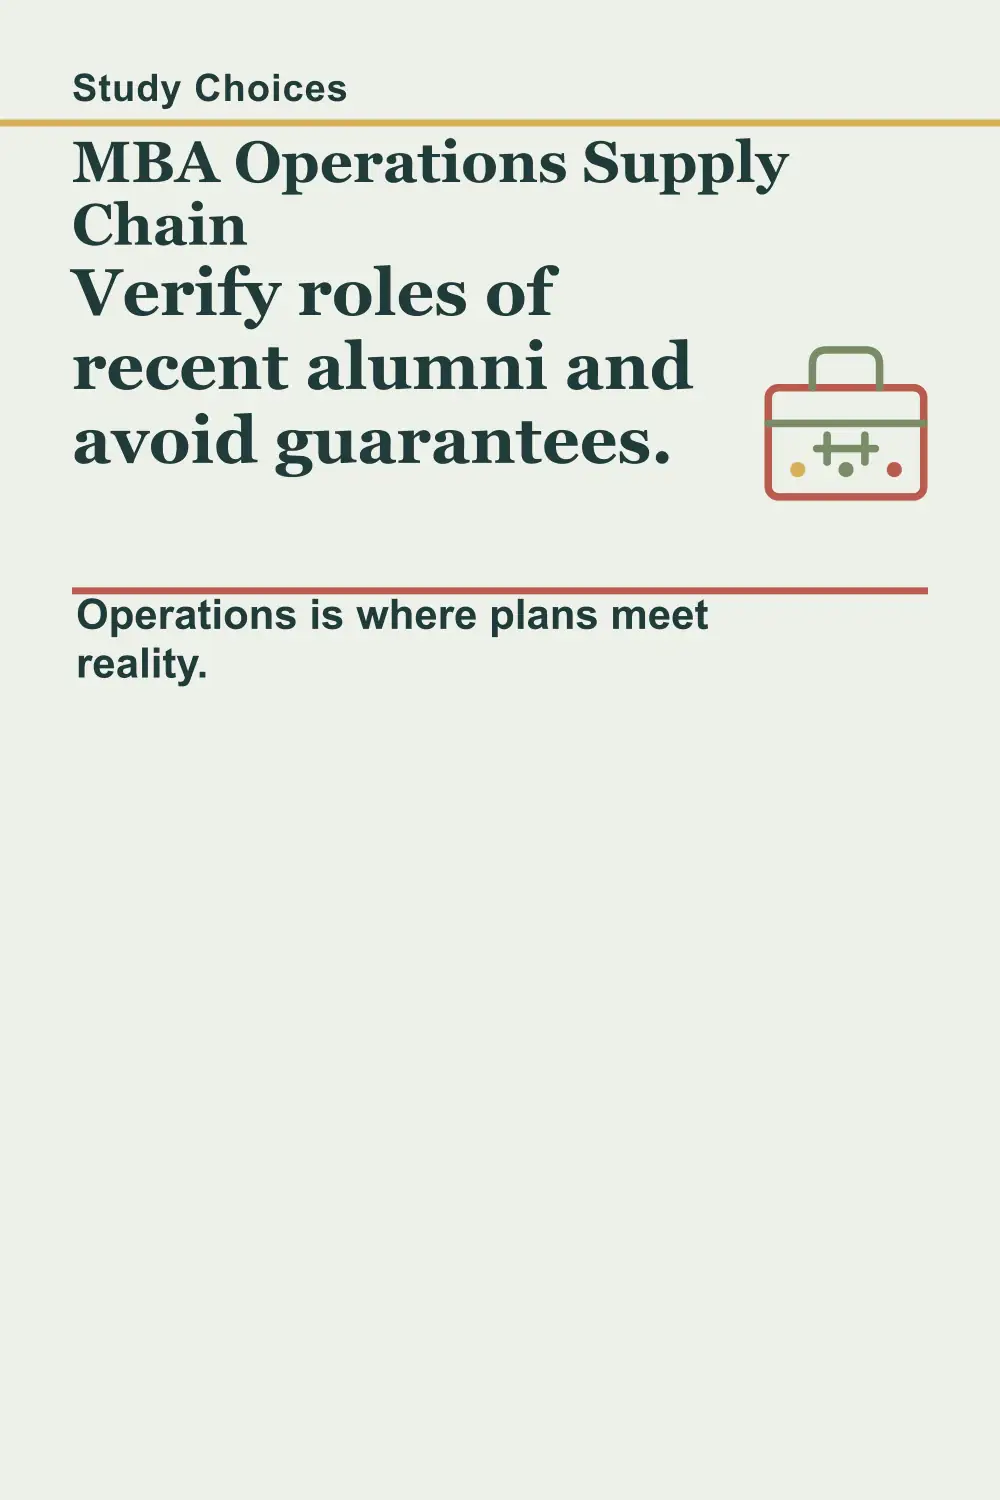 Study Choices
MBA Operations Supply
Chain
Verify roles of
recent alumni and
avoid guarantees.
Operations is where plans meet
reality.